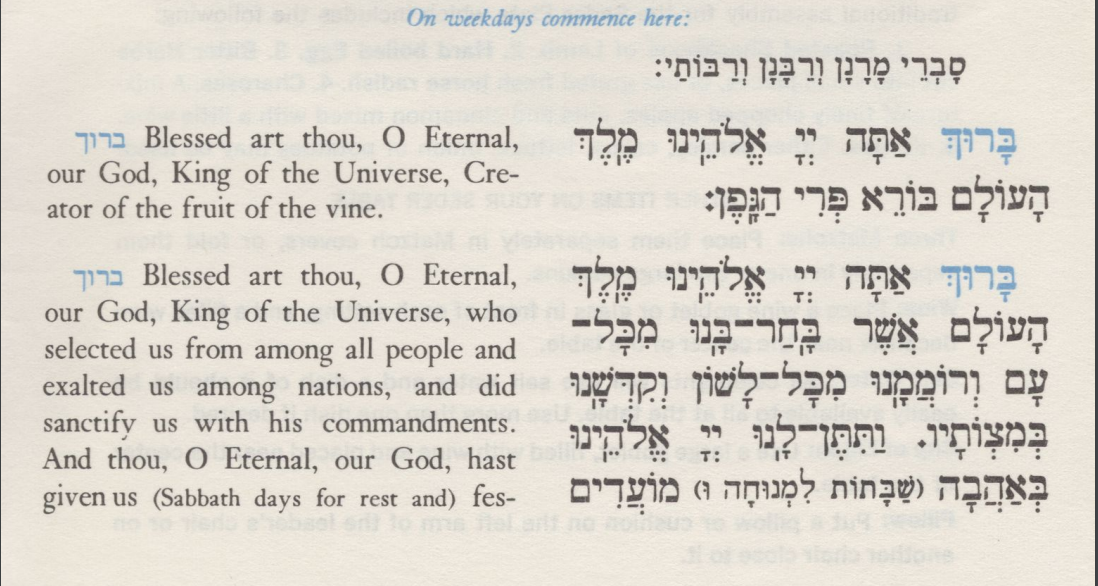 On weekdays commence here:
סָבְרֵי מָרָנָן וְרַבָּנָן וְרַבּוֹתַי:
ברוך Blessed art thou, O Eternal,
our God, King of the Universe, Cre-
ator of the fruit of the vine.
ברוך Blessed art thou, O Eternal,
our God, King of the Universe, who
selected us from among all people and
exalted us among nations, and did
sanctify us with his commandments.
And thou, O Eternal, our God, hast
given us (Sabbath days for rest and) fes-
בָּרוּךְ אַתָּה יְיָ אֱלֹהֵינוּ מֶלֶךְ
הָעוֹלָם בּוֹרֵא פְּרִי הַגָּפֶן:
בָּרוּךְ אַתָּה יְיָ אֱלֹהֵינוּ מֶלֶךְ
הָעוֹלָם אֲשֶׁר בָּחַר־בָּנוּ מִכָּל־
עָם וְרוֹמְמָנוּ מִכָּל־לָשׁוֹן וְקִדְּשָׁנוּ
בְּמִצְוֹתָיו. וַתִּתֶּן־לָנוּ יְיָ אֱלֹהֵינוּ
בְּאַהֲבָה (שַׁבָּתוֹת לִמְנוּחָה וּ) מוֹעֲדִים